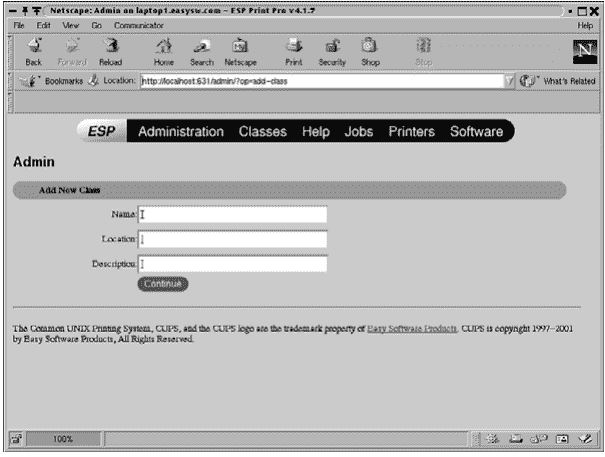 Netscape: Admin on laptop1.easysw.com - ESP Print Pro v4.1.7
File Edit View Go Communicator Help
Back Forward Reload Home Search Netscape Print Security Shop Stop
N
Bookmarks Location: http://localhost:631/admin/?op=add-class What's Related
ESP Administration Classes Help Jobs Printers Software
Admin
Add New Class
Name:
Location:
Description:
Continue
The Common UNIX Printing System, CUPS, and the CUPS logo are the trademark property of Easy Software Products. CUPS is copyright 1997-2001
by Easy Software Products, All Rights Reserved.
100%